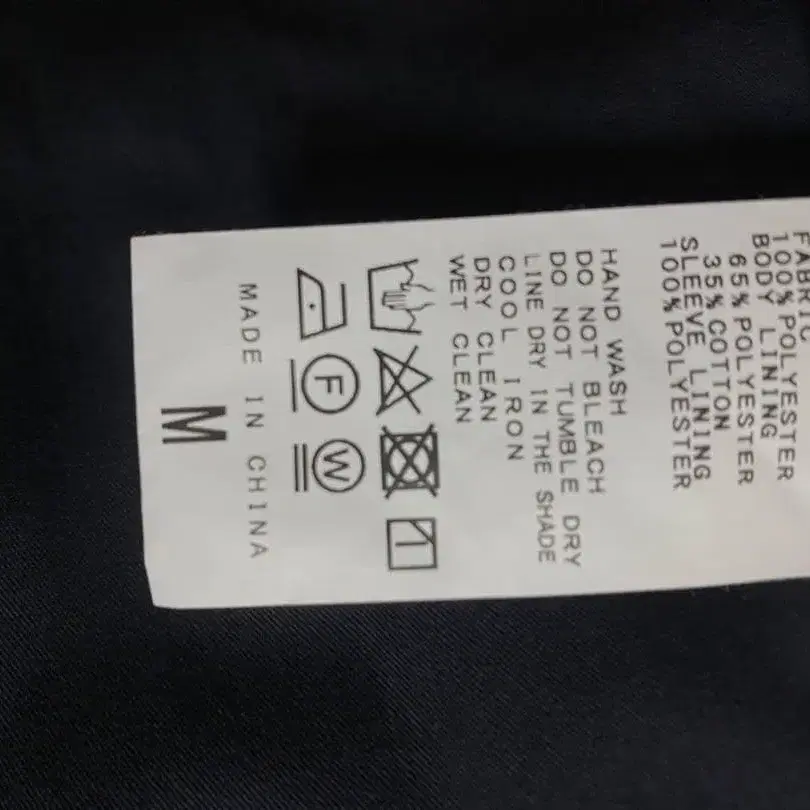 FABRIC
100% POLYESTER
BODY LINING
65% POLYESTER
35% COTTON
SLEEVE LINING
100% POLYESTER
HAND WASH
DO NOT BLEACH
DO NOT TUMBLE DRY
LINE DRY IN THE SHADE
COOL IRON
DRY CLEAN
WET CLEAN
F
W
MADE IN CHINA
M